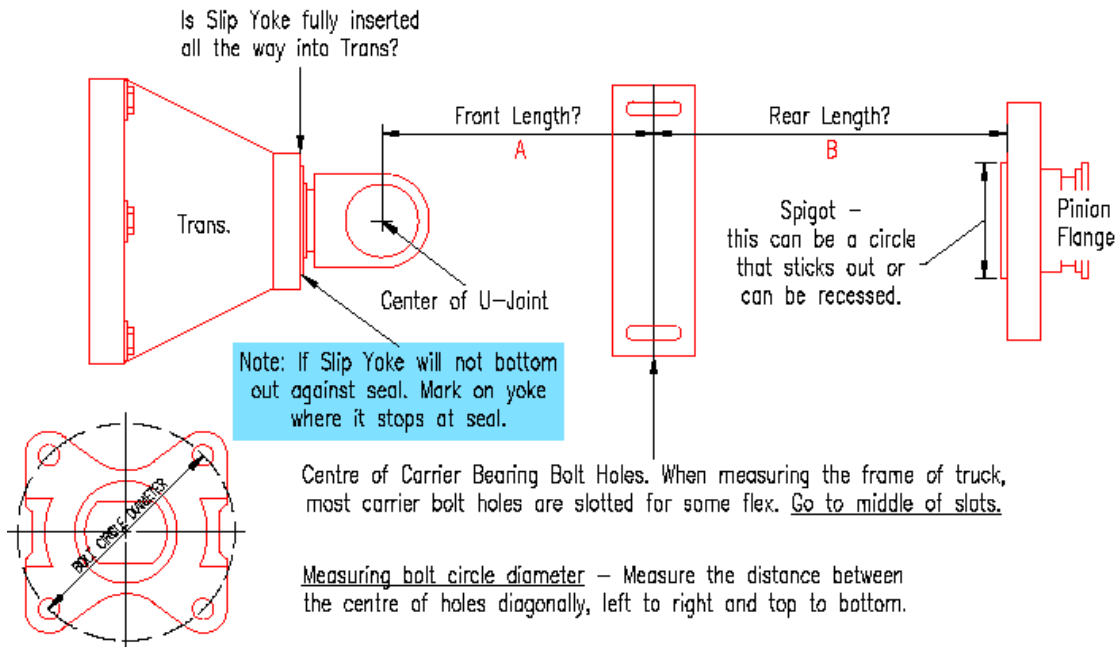 Is Slip Yoke fully inserted
all the way into Trans?
Front Length?
A
Rear Length?
B
Trans.
Spigot –
this can be a circle
that sticks out or
can be recessed.
Pinion
Flange
Center of U–Joint
Note: If Slip Yoke will not bottom
out against seal. Mark on yoke
where it stops at seal.
BOLT CIRCLE DIAMETER
Centre of Carrier Bearing Bolt Holes. When measuring the frame of truck,
most carrier bolt holes are slotted for some flex. Go to middle of slots.
Measuring bolt circle diameter – Measure the distance between
the centre of holes diagonally, left to right and top to bottom.